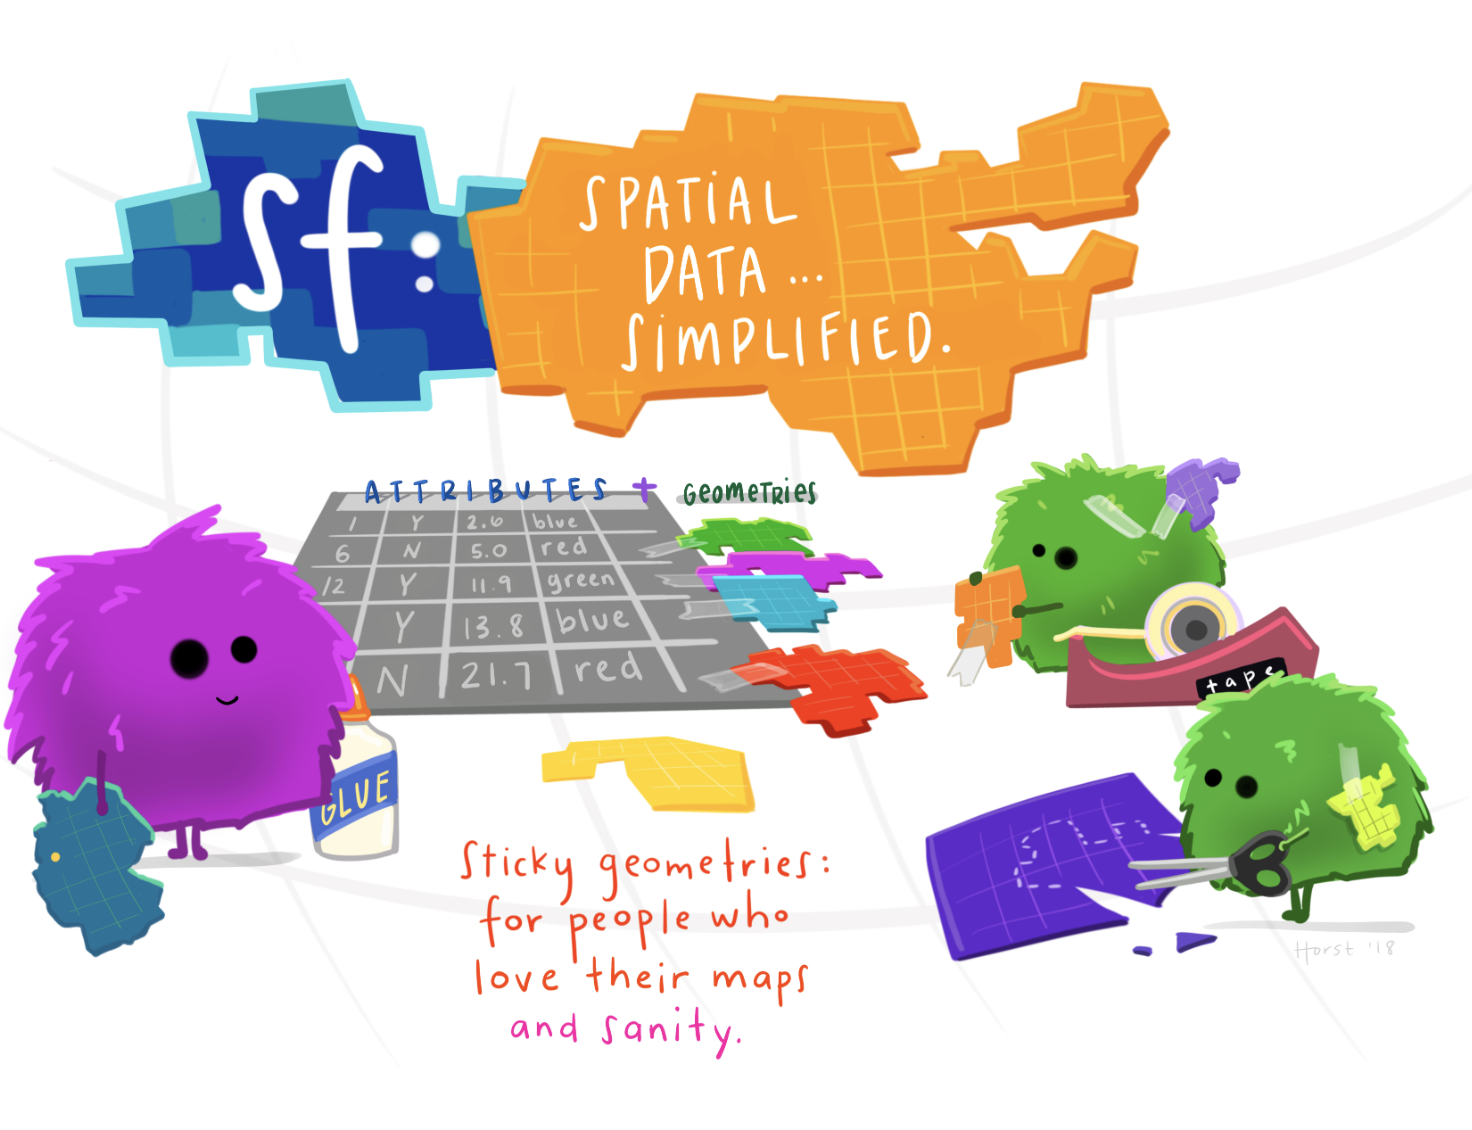 sf:
SPATIAL
DATA ...
SIMPLIFIED.
ATTRIBUTES + GEOMETRIES
1 Y 2.6 blue
6 N 5.0 red
12 Y 11.9 green
Y 13.8 blue
N 21.7 red
tape
GLUE
Sticky geometries:
for people who
love their maps
and sanity.
Horst '18